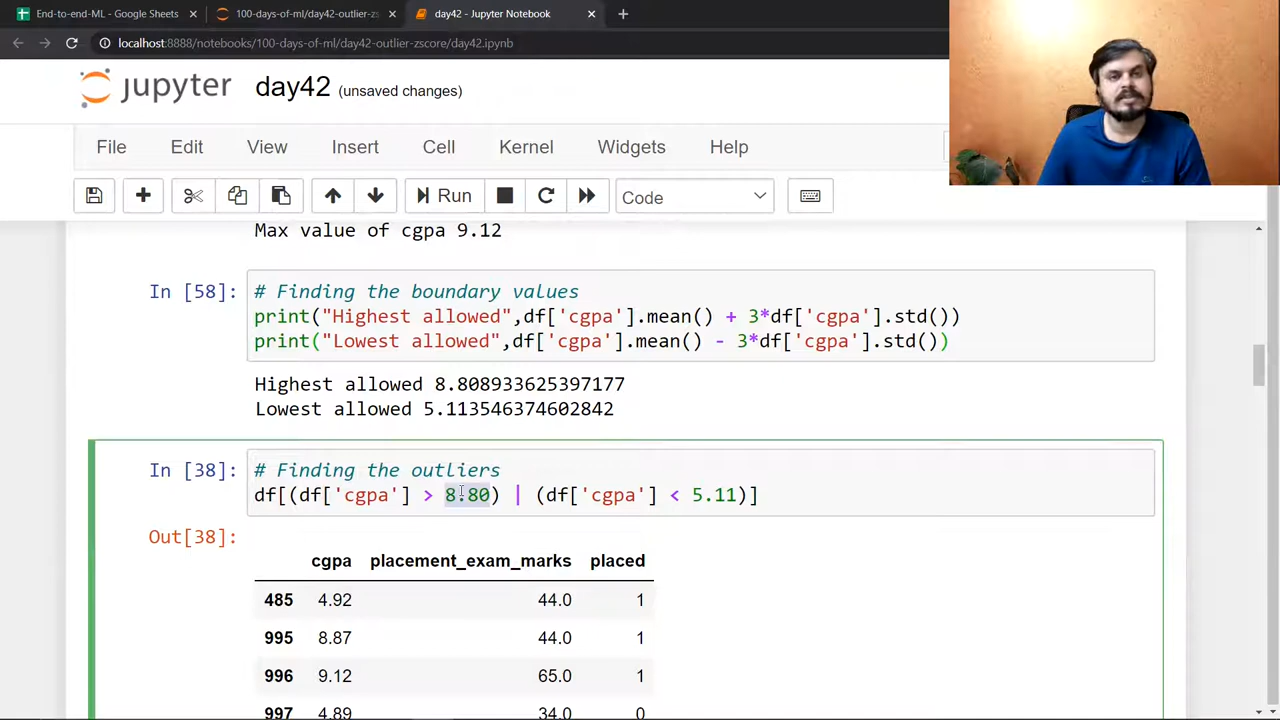 End-to-end-ML - Google Sheets
100-days-of-ml/day42-outlier-zs
day42 - Jupyter Notebook
localhost:8888/notebooks/100-days-of-ml/day42-outlier-zscore/day42.ipynb
jupyter day42 (unsaved changes)
File Edit View Insert Cell Kernel Widgets Help
Run Code
Max value of cgpa 9.12
In [58]: # Finding the boundary values
print("Highest allowed",df['cgpa'].mean() + 3*df['cgpa'].std())
print("Lowest allowed",df['cgpa'].mean() - 3*df['cgpa'].std())
Highest allowed 8.808933625397177
Lowest allowed 5.113546374602842
In [38]: # Finding the outliers
df[(df['cgpa'] > 8.80) | (df['cgpa'] < 5.11)]
Out[38]:
cgpa placement_exam_marks placed
485 4.92 44.0 1
995 8.87 44.0 1
996 9.12 65.0 1
997 4.89 34.0 0